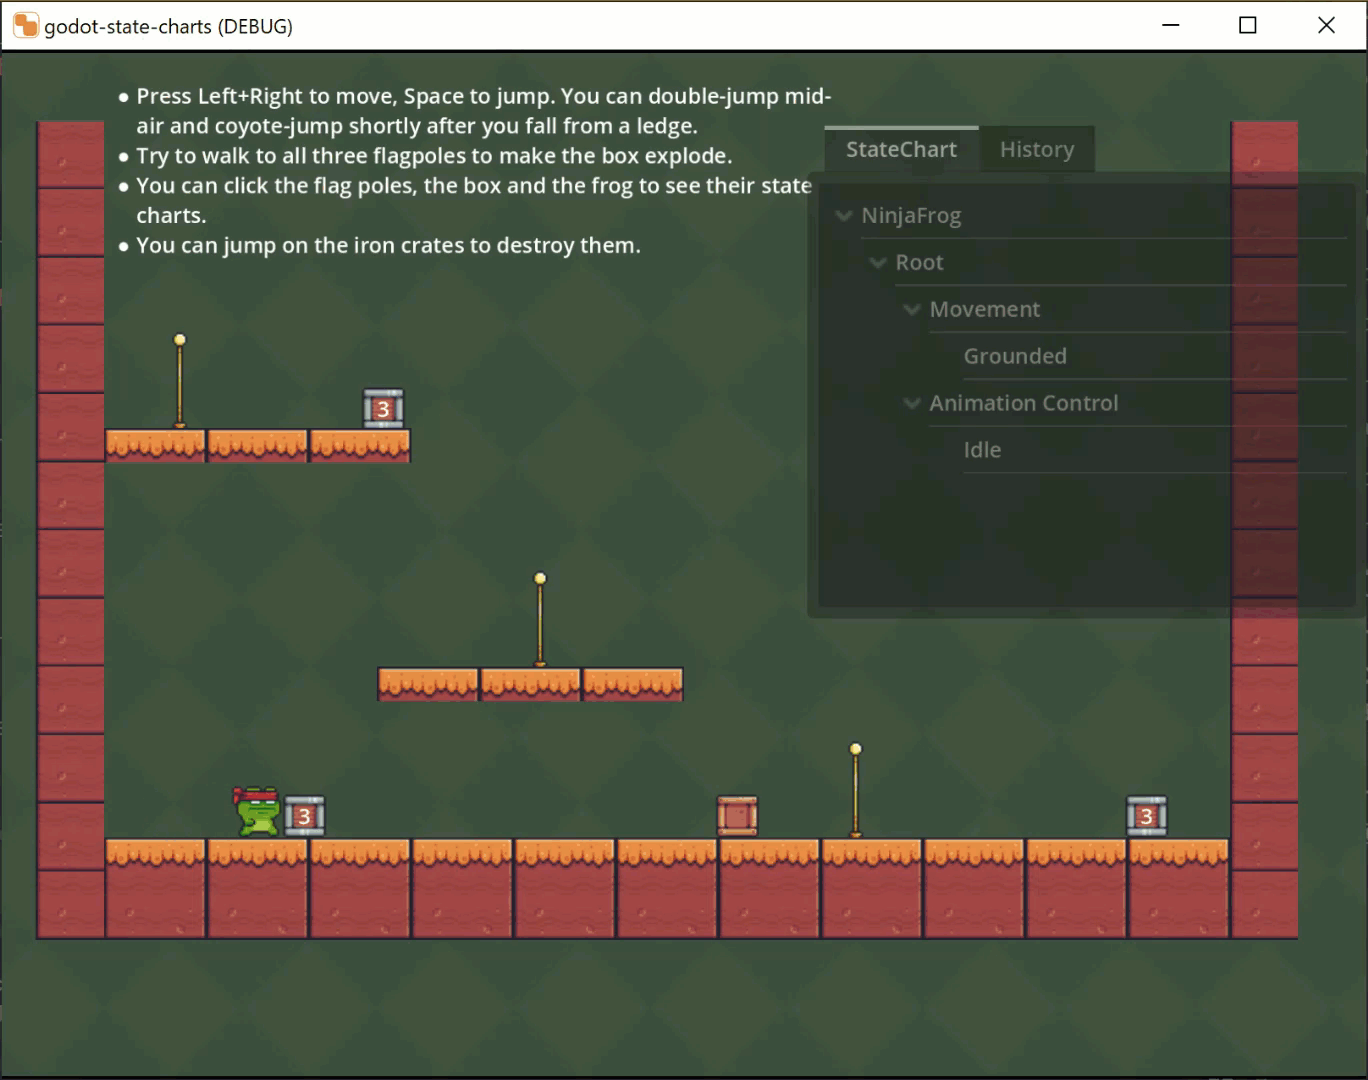 godot-state-charts (DEBUG)
● Press Left+Right to move, Space to jump. You can double-jump mid-
air and coyote-jump shortly after you fall from a ledge.
● Try to walk to all three flagpoles to make the box explode.
● You can click the flag poles, the box and the frog to see their state
charts.
● You can jump on the iron crates to destroy them.
StateChart History
NinjaFrog
Root
Movement
Grounded
Animation Control
Idle
3
3
3